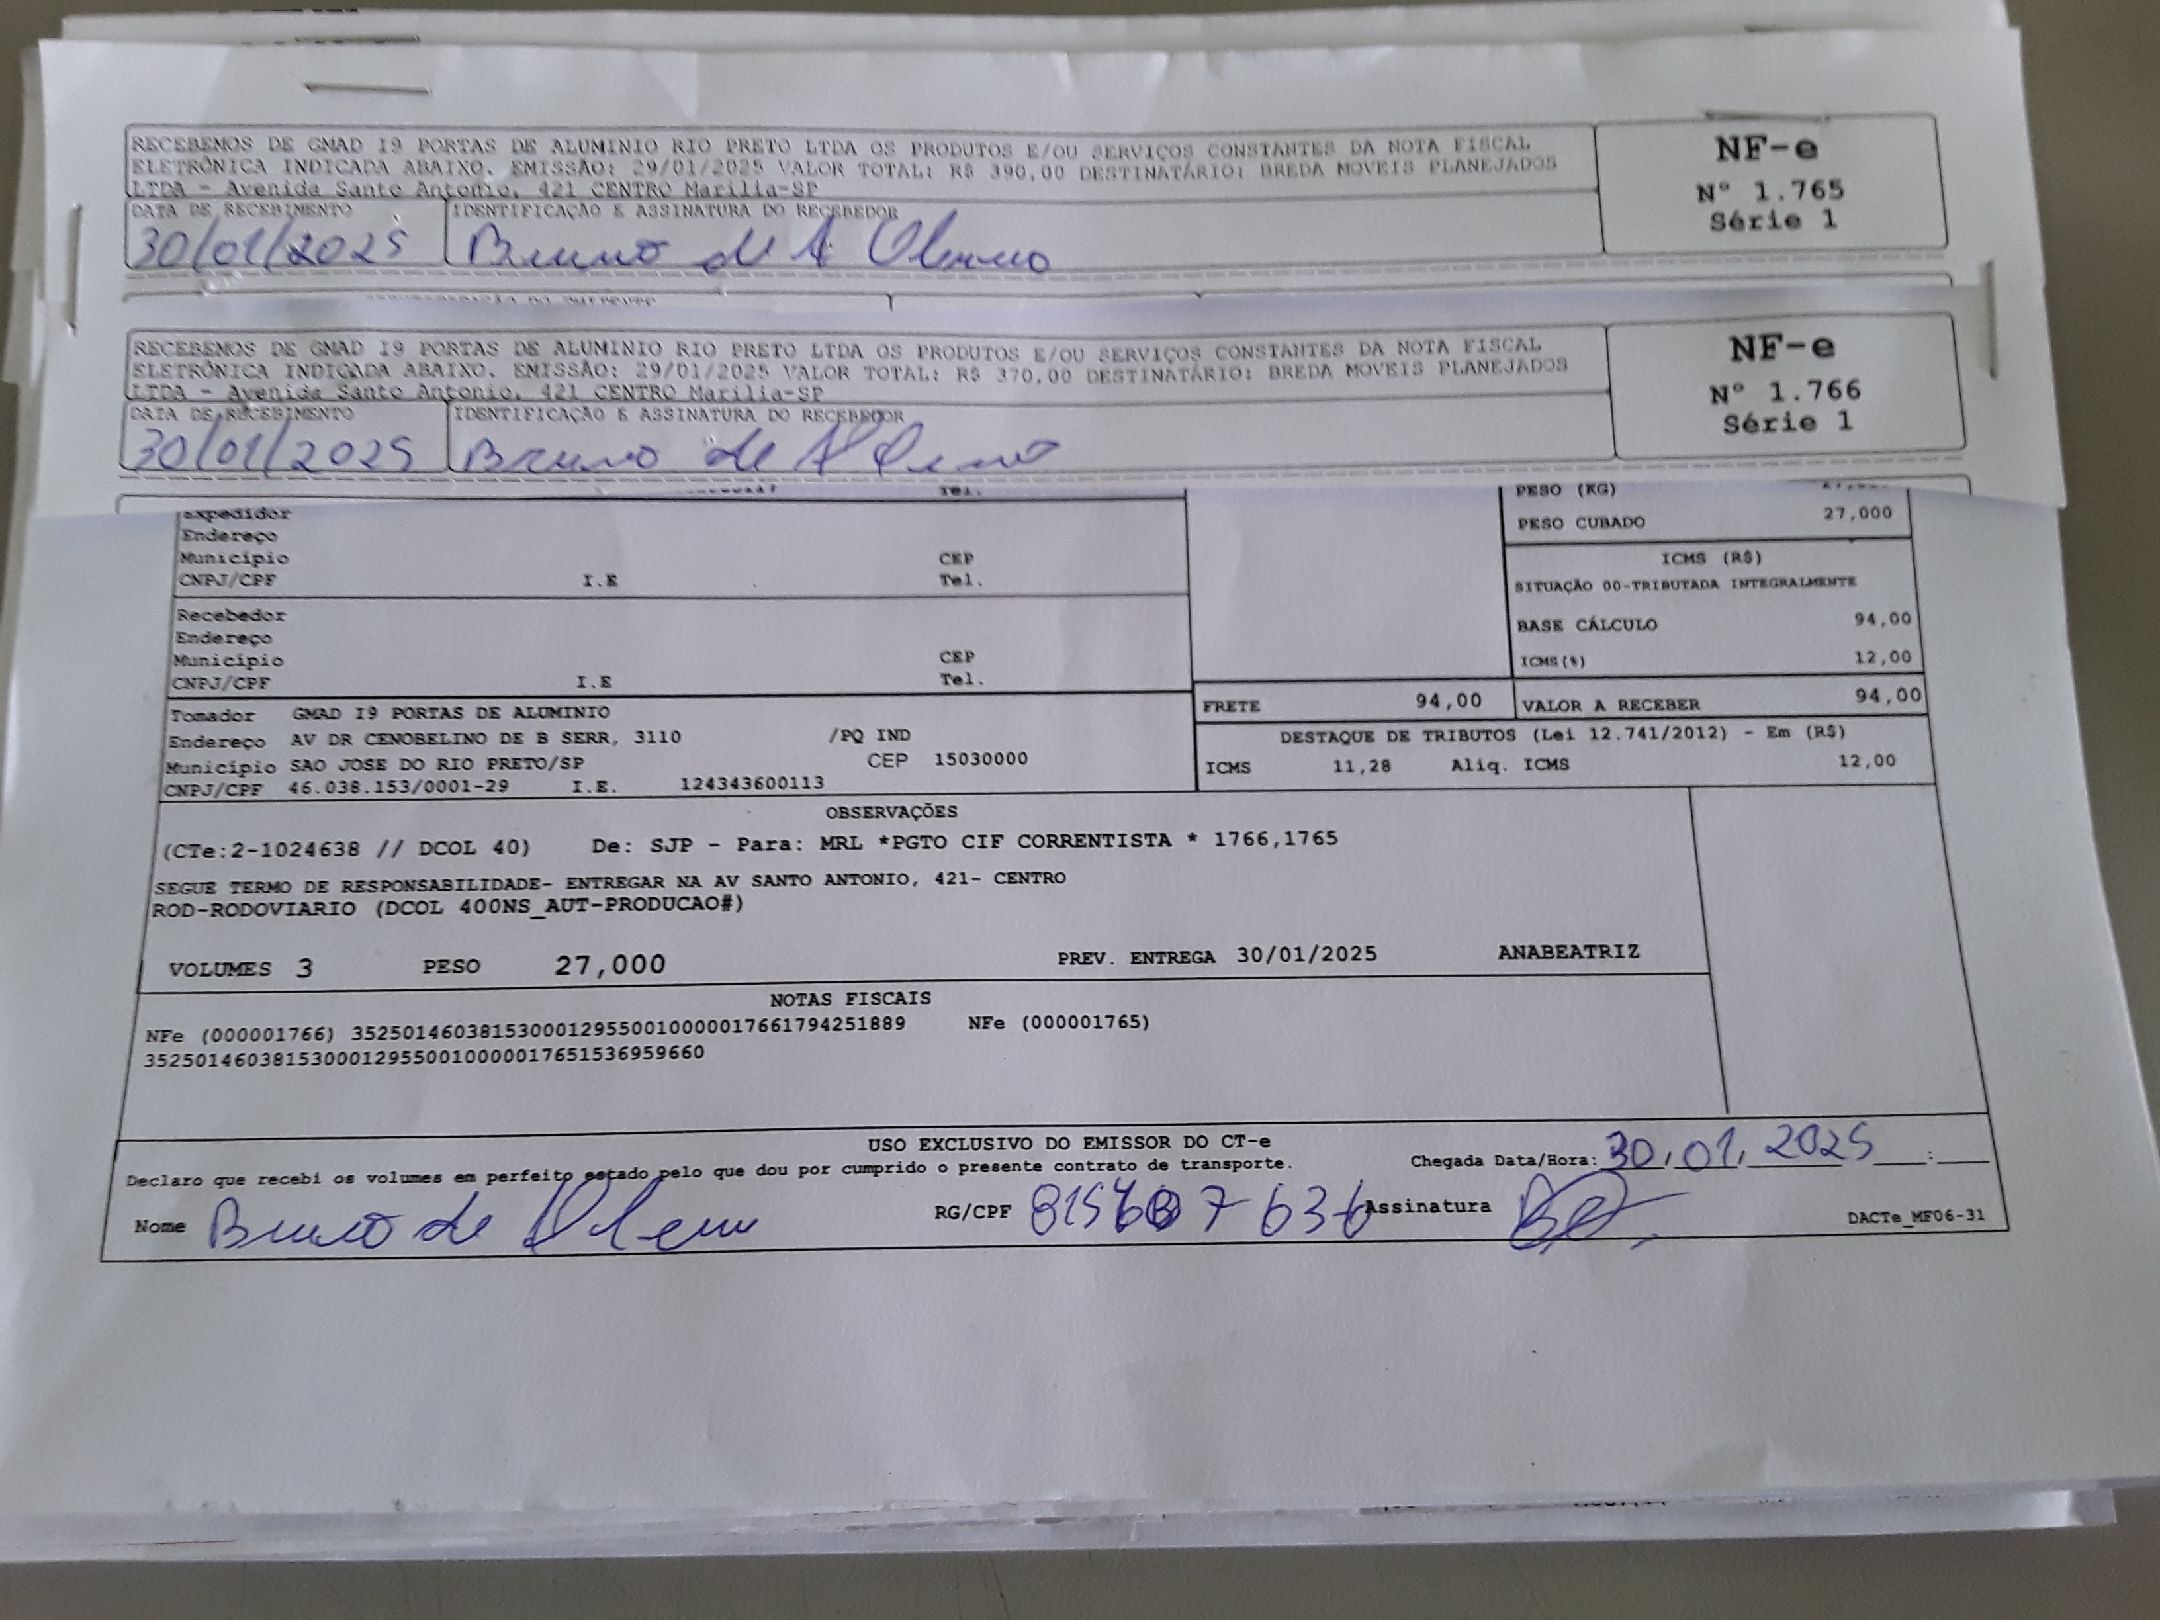 RECEBEMOS DE GMAD I9 PORTAS DE ALUMINIO RIO PRETO LTDA OS PRODUTOS E/OU SERVIÇOS CONSTANTES DA NOTA FISCAL
ELETRÔNICA INDICADA ABAIXO. EMISSÃO: 29/01/2025 VALOR TOTAL: R$ 390,00 DESTINATÁRIO: BREDA MOVEIS PLANEJADOS
LTDA - Avenida Santo Antonio, 421 CENTRO Marilia-SP
NF-e
Nº 1.765
Série 1
DATA DE RECEBIMENTO IDENTIFICAÇÃO E ASSINATURA DO RECEBEDOR
30/01/2025 Bruno de
RECEBEMOS DE GMAD I9 PORTAS DE ALUMINIO RIO PRETO LTDA OS PRODUTOS E/OU SERVIÇOS CONSTANTES DA NOTA FISCAL
ELETRÔNICA INDICADA ABAIXO. EMISSÃO: 29/01/2025 VALOR TOTAL: R$ 370,00 DESTINATÁRIO: BREDA MOVEIS PLANEJADOS
LTDA - Avenida Santo Antonio, 421 CENTRO Marilia-SP
NF-e
Nº 1.766
Série 1
DATA DE RECEBIMENTO IDENTIFICAÇÃO E ASSINATURA DO RECEBEDOR
30/01/2025 Bruno de
Tel.
Expedidor
Endereço
Município CEP
CNPJ/CPF I.E Tel.
Recebedor
Endereço
Município CEP
CNPJ/CPF I.E Tel.
PESO (KG)
PESO CUBADO 27,000
ICMS (R$)
SITUAÇÃO 00-TRIBUTADA INTEGRALMENTE
BASE CÁLCULO 94,00
ICMS(%) 12,00
FRETE 94,00 VALOR A RECEBER 94,00
Tomador GMAD I9 PORTAS DE ALUMINIO
Endereço AV DR CENOBELINO DE B SERR, 3110 /PQ IND
Município SAO JOSE DO RIO PRETO/SP CEP 15030000
CNPJ/CPF 46.038.153/0001-29 I.E. 124343600113
DESTAQUE DE TRIBUTOS (Lei 12.741/2012) - Em (R$)
ICMS 11,28 Aliq. ICMS 12,00
OBSERVAÇÕES
(CTe:2-1024638 // DCOL 40) De: SJP - Para: MRL *PGTO CIF CORRENTISTA * 1766,1765
SEGUE TERMO DE RESPONSABILIDADE- ENTREGAR NA AV SANTO ANTONIO, 421- CENTRO
ROD-RODOVIARIO (DCOL 400NS_AUT-PRODUCAO#)
VOLUMES 3 PESO 27,000 PREV. ENTREGA 30/01/2025 ANABEATRIZ
NOTAS FISCAIS
NFe (000001766) 35250146038153000129550010000017661794251889 NFe (000001765)
35250146038153000129550010000017651536959660
USO EXCLUSIVO DO EMISSOR DO CT-e
Declaro que recebi os volumes em perfeito estado pelo que dou por cumprido o presente contrato de transporte. Chegada Data/Hora: 30/01/2025 __:__
Nome Bruno de RG/CPF Assinatura
DACTe_MF06-31